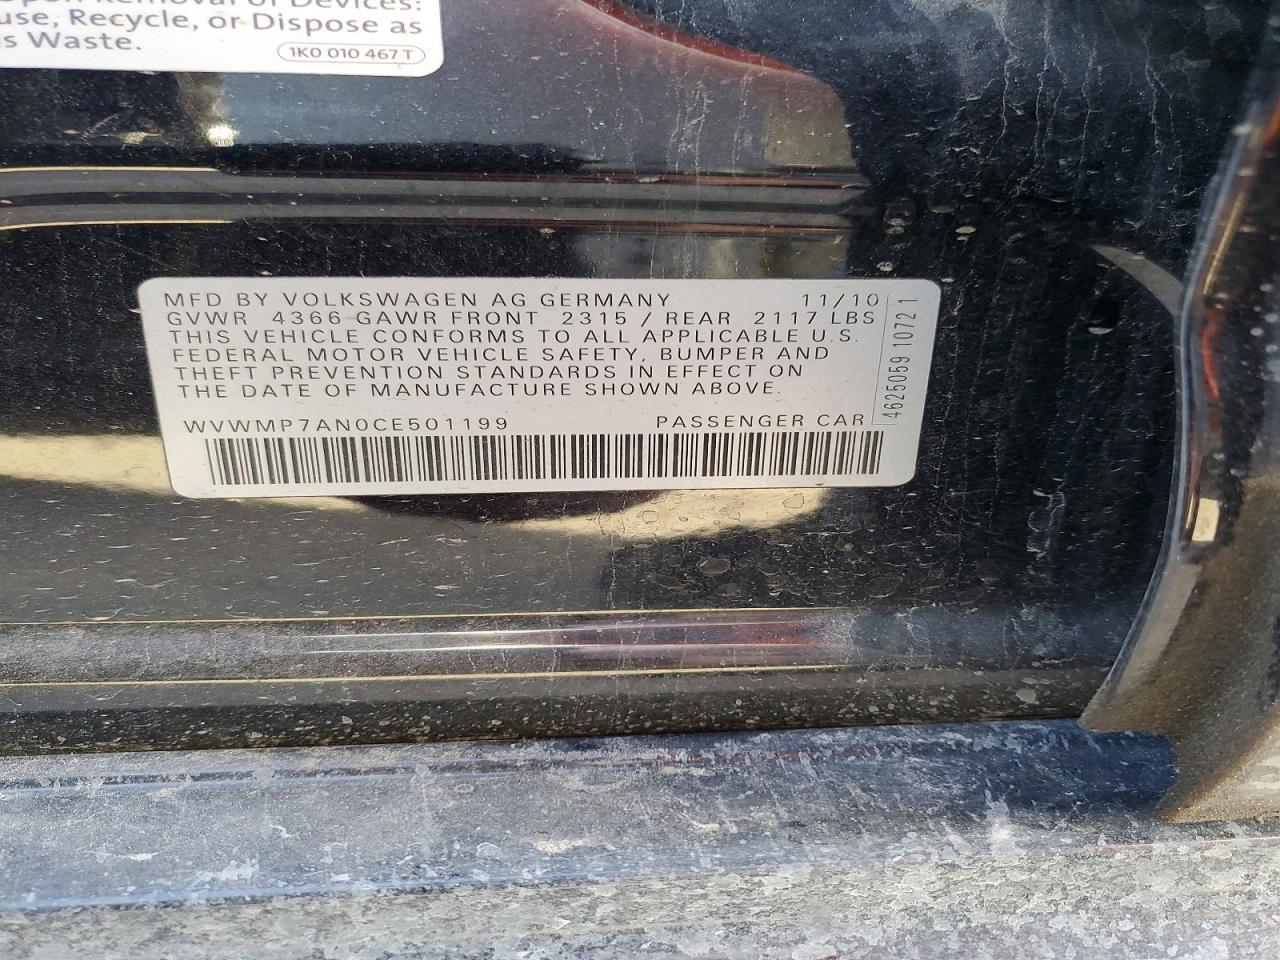 use, Recycle, or Dispose as
s Waste.
1K0 010 467 T
MFD BY VOLKSWAGEN AG GERMANY 11/10
GVWR 4366 GAWR FRONT 2315 / REAR 2117 LBS
THIS VEHICLE CONFORMS TO ALL APPLICABLE U.S.
FEDERAL MOTOR VEHICLE SAFETY, BUMPER AND
THEFT PREVENTION STANDARDS IN EFFECT ON
THE DATE OF MANUFACTURE SHOWN ABOVE.
WVWMP7AN0CE501199 PASSENGER CAR
4625059 1072 1